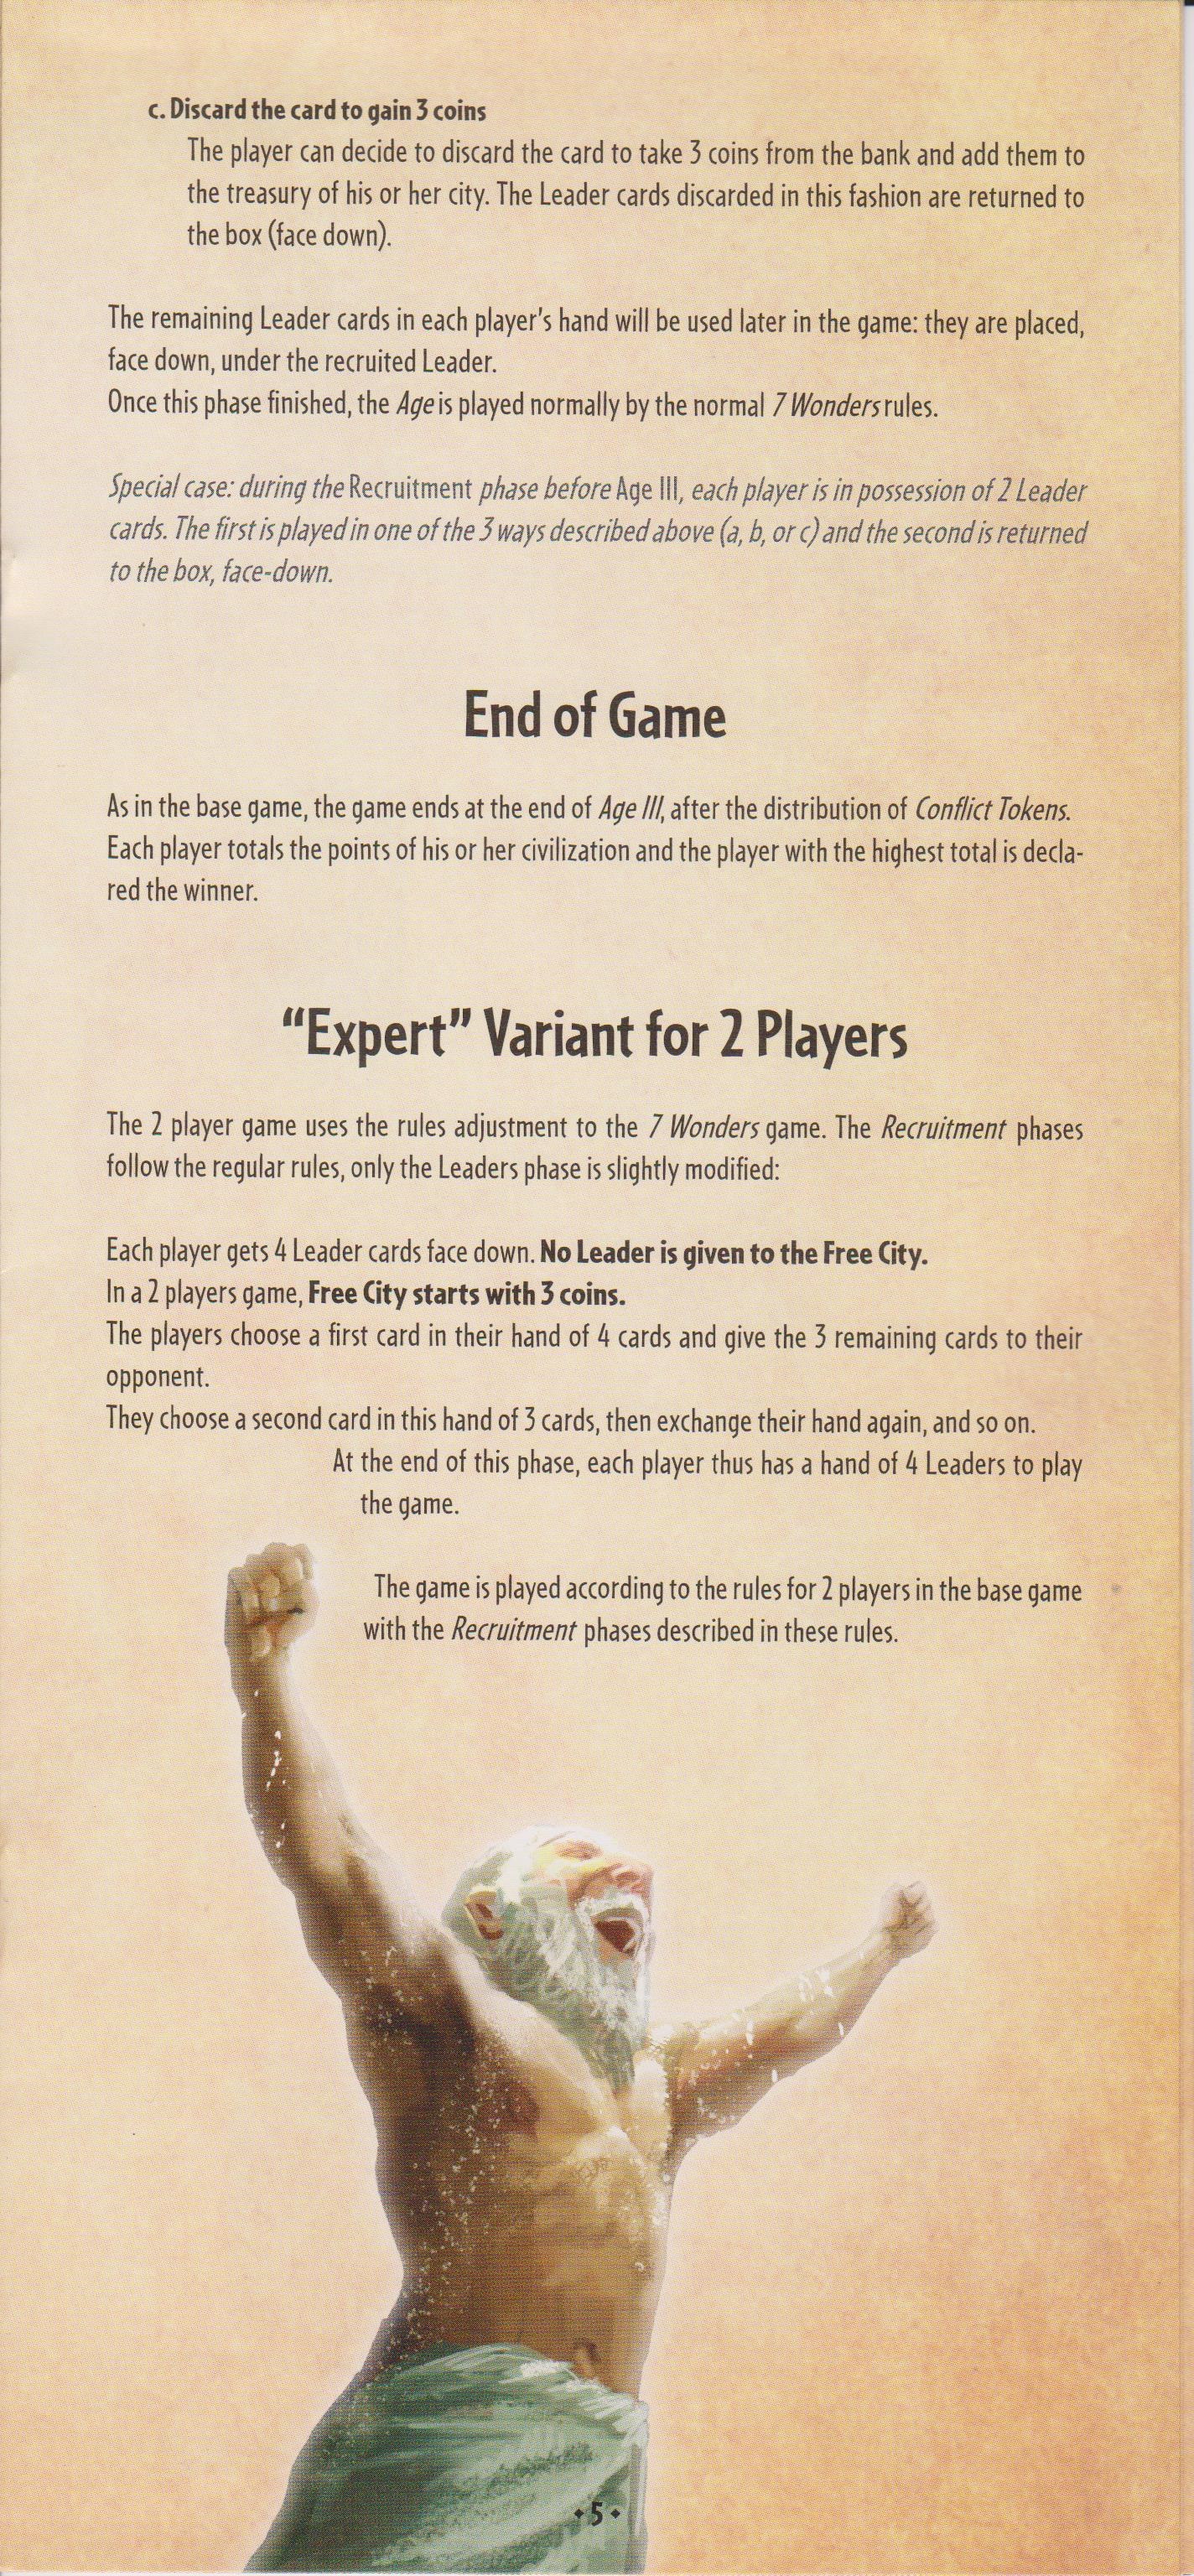 c. Discard the card to gain 3 coins
The player can decide to discard the card to take 3 coins from the bank and add them to
the treasury of his or her city. The Leader cards discarded in this fashion are returned to
the box (face down).
The remaining Leader cards in each player's hand will be used later in the game: they are placed,
face down, under the recruited Leader.
Once this phase finished, the Age is played normally by the normal 7 Wonders rules.
Special case: during the Recruitment phase before Age III, each player is in possession of 2 Leader
cards. The first is played in one of the 3 ways described above (a, b, or c) and the second is returned
to the box, face-down.
End of Game
As in the base game, the game ends at the end of Age III, after the distribution of Conflict Tokens.
Each player totals the points of his or her civilization and the player with the highest total is decla-
red the winner.
“Expert” Variant for 2 Players
The 2 player game uses the rules adjustment to the 7 Wonders game. The Recruitment phases
follow the regular rules, only the Leaders phase is slightly modified:
Each player gets 4 Leader cards face down. No Leader is given to the Free City.
In a 2 players game, Free City starts with 3 coins.
The players choose a first card in their hand of 4 cards and give the 3 remaining cards to their
opponent.
They choose a second card in this hand of 3 cards, then exchange their hand again, and so on.
At the end of this phase, each player thus has a hand of 4 Leaders to play
the game.
The game is played according to the rules for 2 players in the base game
with the Recruitment phases described in these rules.
• 5 •